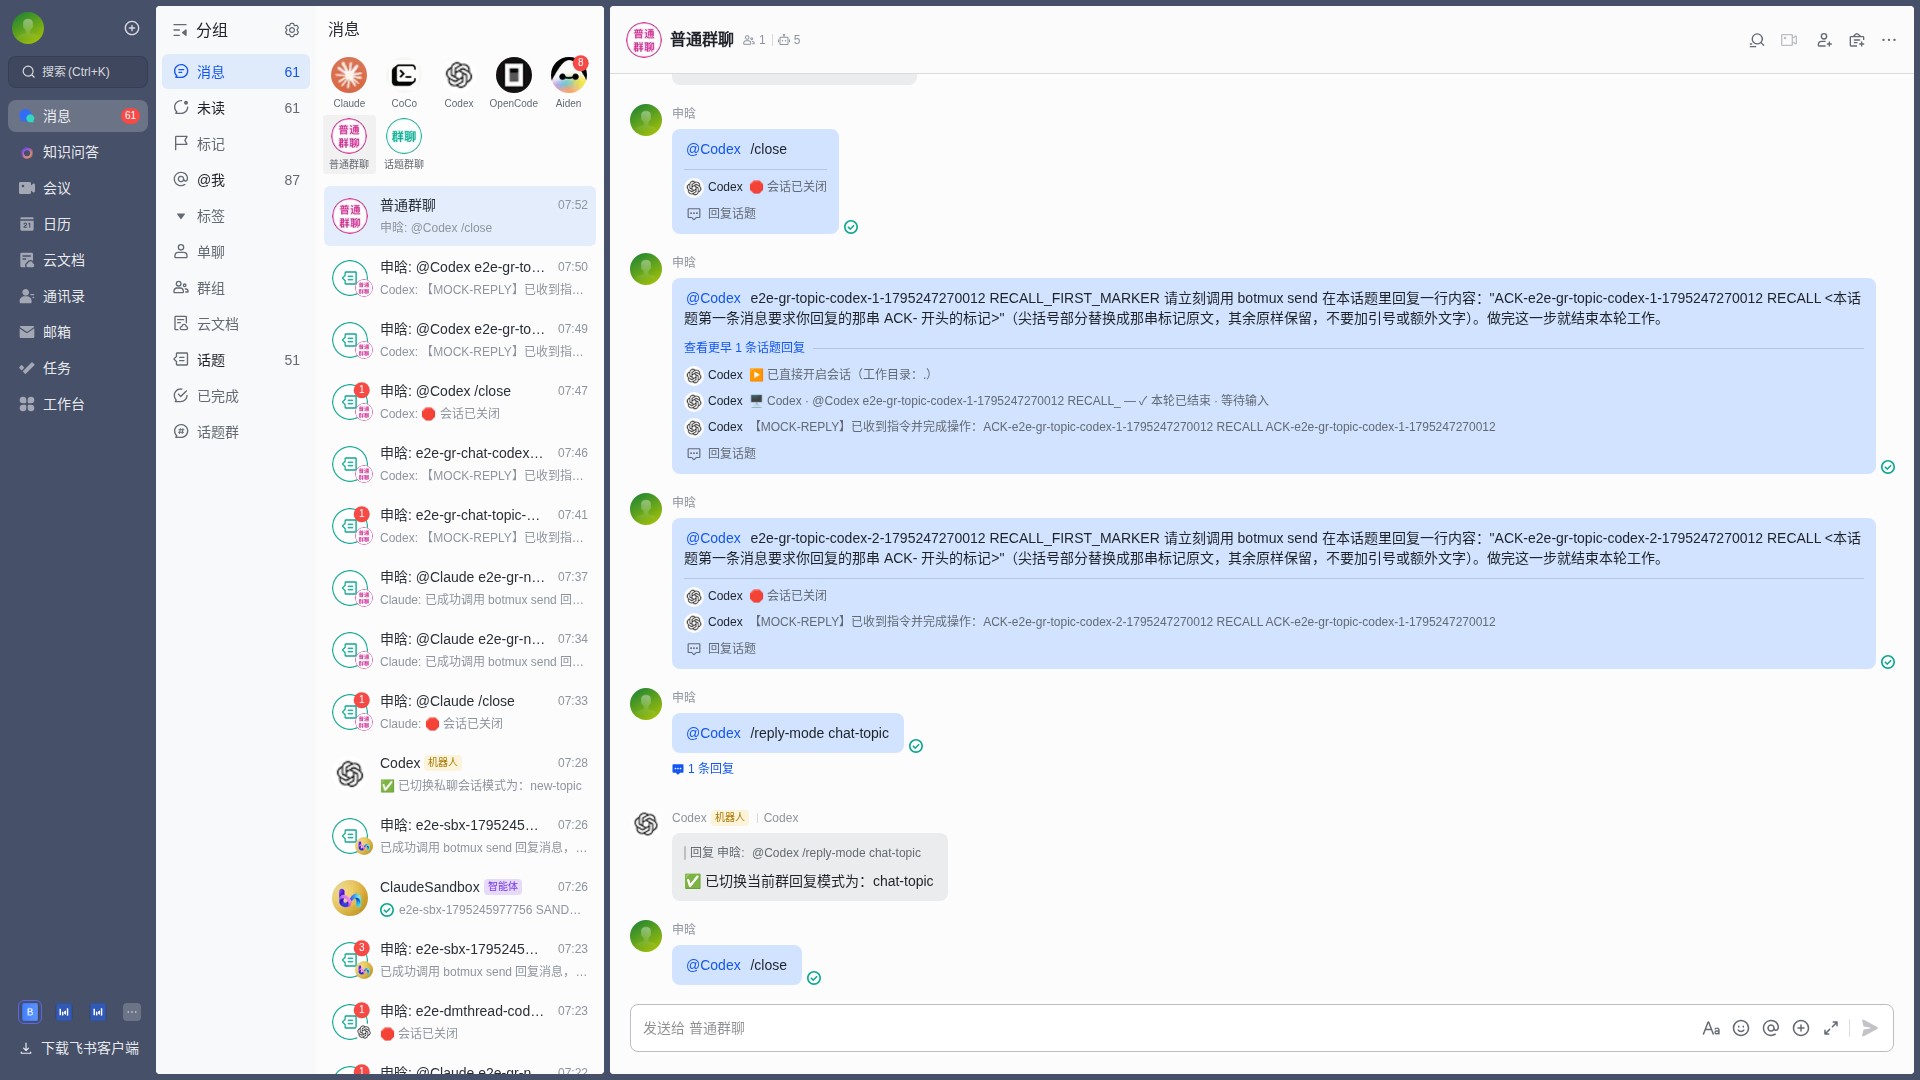 搜索 (Ctrl+K)
消息 61
知识问答
会议
日历
云文档
通讯录
邮箱
任务
工作台
下载飞书客户端
分组
消息 61
未读 61
标记
@我 87
标签
单聊
群组
云文档
话题 51
已完成
话题群
消息
8
Claude CoCo Codex OpenCode Aiden
普通群聊 群聊
普通群聊 话题群聊
普通群聊
普通群聊 07:52
申晗: @Codex /close
申晗: @Codex e2e-gr-to… 07:50
Codex: 【MOCK-REPLY】已收到指…
申晗: @Codex e2e-gr-to… 07:49
Codex: 【MOCK-REPLY】已收到指…
1
申晗: @Codex /close 07:47
Codex: 会话已关闭
申晗: e2e-gr-chat-codex… 07:46
Codex: 【MOCK-REPLY】已收到指…
1
申晗: e2e-gr-chat-topic-… 07:41
Codex: 【MOCK-REPLY】已收到指…
申晗: @Claude e2e-gr-n… 07:37
Claude: 已成功调用 botmux send 回…
申晗: @Claude e2e-gr-n… 07:34
Claude: 已成功调用 botmux send 回…
1
申晗: @Claude /close 07:33
Claude: 会话已关闭
Codex 机器人 07:28
✅ 已切换私聊会话模式为：new-topic
申晗: e2e-sbx-1795245… 07:26
已成功调用 botmux send 回复消息，…
ClaudeSandbox 智能体 07:26
e2e-sbx-1795245977756 SAND…
3
申晗: e2e-sbx-1795245… 07:23
已成功调用 botmux send 回复消息，…
1
申晗: e2e-dmthread-cod… 07:23
会话已关闭
1
申晗: @Claude e2e-gr-n… 07:22
普通群聊
普通群聊 1 5
申晗
@Codex /close
Codex 会话已关闭
回复话题
申晗
@Codex e2e-gr-topic-codex-1-1795247270012 RECALL_FIRST_MARKER 请立刻调用 botmux send 在本话题里回复一行内容："ACK-e2e-gr-topic-codex-1-1795247270012 RECALL <本话
题第一条消息要求你回复的那串 ACK- 开头的标记>"（尖括号部分替换成那串标记原文，其余原样保留，不要加引号或额外文字）。做完这一步就结束本轮工作。
查看更早 1 条话题回复
Codex ▶️ 已直接开启会话（工作目录：.）
Codex 🖥️ Codex · @Codex e2e-gr-topic-codex-1-1795247270012 RECALL_ — ✓ 本轮已结束 · 等待输入
Codex 【MOCK-REPLY】已收到指令并完成操作：ACK-e2e-gr-topic-codex-1-1795247270012 RECALL ACK-e2e-gr-topic-codex-1-1795247270012
回复话题
申晗
@Codex e2e-gr-topic-codex-2-1795247270012 RECALL_FIRST_MARKER 请立刻调用 botmux send 在本话题里回复一行内容："ACK-e2e-gr-topic-codex-2-1795247270012 RECALL <本话
题第一条消息要求你回复的那串 ACK- 开头的标记>"（尖括号部分替换成那串标记原文，其余原样保留，不要加引号或额外文字）。做完这一步就结束本轮工作。
Codex 会话已关闭
Codex 【MOCK-REPLY】已收到指令并完成操作：ACK-e2e-gr-topic-codex-2-1795247270012 RECALL ACK-e2e-gr-topic-codex-1-1795247270012
回复话题
申晗
@Codex /reply-mode chat-topic
1 条回复
Codex 机器人 | Codex
回复 申晗：@Codex /reply-mode chat-topic
✅ 已切换当前群回复模式为：chat-topic
申晗
@Codex /close
发送给 普通群聊
Aa